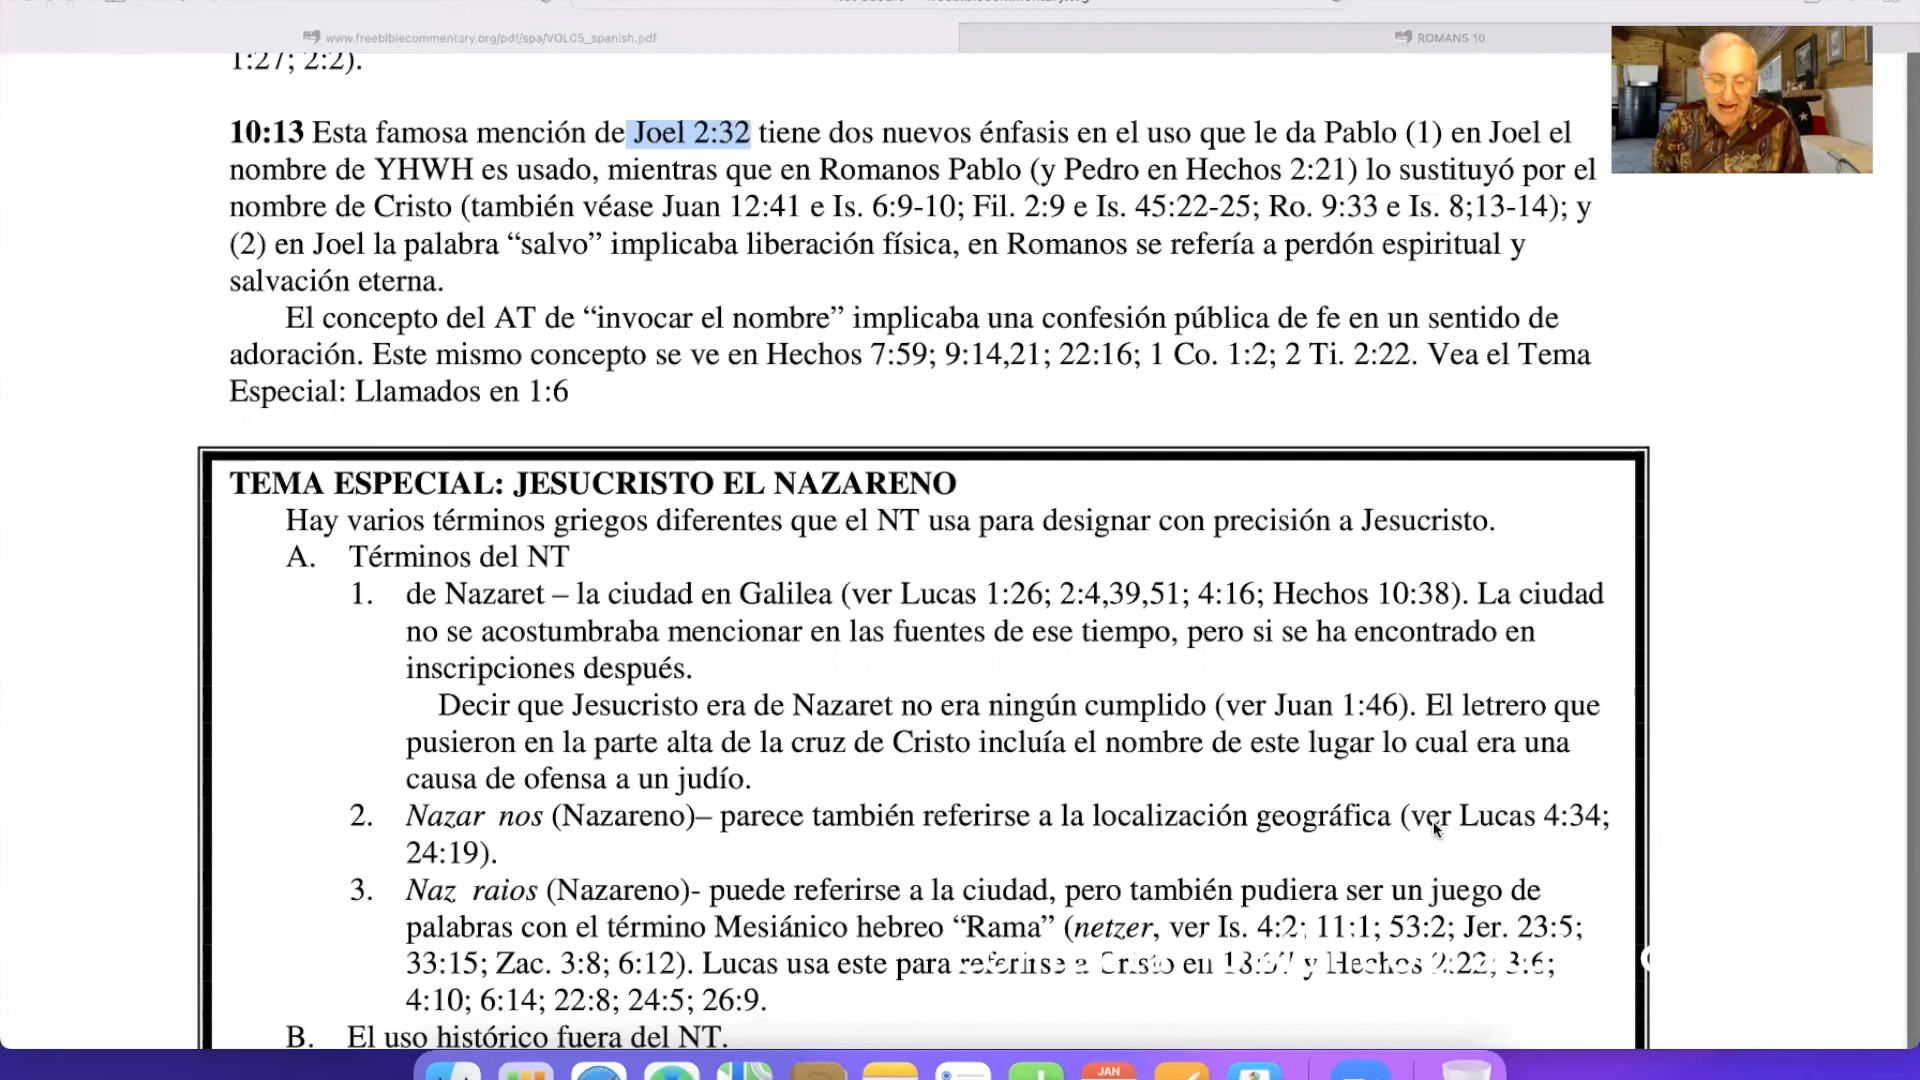 www.freebiblecommentary.org/pdf/spa/VOL05_spanish.pdf
ROMANS 10
1:27; 2:2).
10:13 Esta famosa mención de Joel 2:32 tiene dos nuevos énfasis en el uso que le da Pablo (1) en Joel el
nombre de YHWH es usado, mientras que en Romanos Pablo (y Pedro en Hechos 2:21) lo sustituyó por el
nombre de Cristo (también véase Juan 12:41 e Is. 6:9-10; Fil. 2:9 e Is. 45:22-25; Ro. 9:33 e Is. 8;13-14); y
(2) en Joel la palabra “salvo” implicaba liberación física, en Romanos se refería a perdón espiritual y
salvación eterna.
El concepto del AT de “invocar el nombre” implicaba una confesión pública de fe en un sentido de
adoración. Este mismo concepto se ve en Hechos 7:59; 9:14,21; 22:16; 1 Co. 1:2; 2 Ti. 2:22. Vea el Tema
Especial: Llamados en 1:6
TEMA ESPECIAL: JESUCRISTO EL NAZARENO
Hay varios términos griegos diferentes que el NT usa para designar con precisión a Jesucristo.
A. Términos del NT
1. de Nazaret – la ciudad en Galilea (ver Lucas 1:26; 2:4,39,51; 4:16; Hechos 10:38). La ciudad
no se acostumbraba mencionar en las fuentes de ese tiempo, pero si se ha encontrado en
inscripciones después.
Decir que Jesucristo era de Nazaret no era ningún cumplido (ver Juan 1:46). El letrero que
pusieron en la parte alta de la cruz de Cristo incluía el nombre de este lugar lo cual era una
causa de ofensa a un judío.
2. Nazar nos (Nazareno)– parece también referirse a la localización geográfica (ver Lucas 4:34;
24:19).
3. Naz raios (Nazareno)- puede referirse a la ciudad, pero también pudiera ser un juego de
palabras con el término Mesiánico hebreo “Rama” (netzer, ver Is. 4:2; 11:1; 53:2; Jer. 23:5;
33:15; Zac. 3:8; 6:12). Lucas usa este para referirse a Cristo en 18:37 y Hechos 2:22; 3:6;
4:10; 6:14; 22:8; 24:5; 26:9.
B. El uso histórico fuera del NT.
JAN